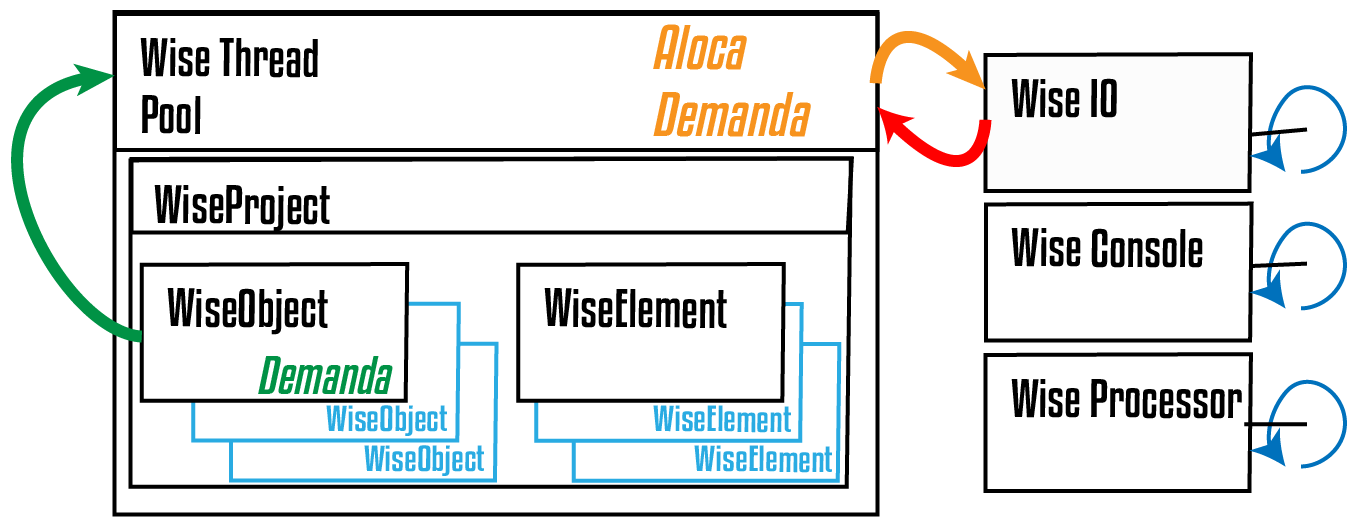 Wise Thread
Pool
Aloca
Demanda
WiseProject
WiseObject
Demanda
WiseObject
WiseObject
WiseElement
WiseElement
WiseElement
Wise IO
Wise Console
Wise Processor